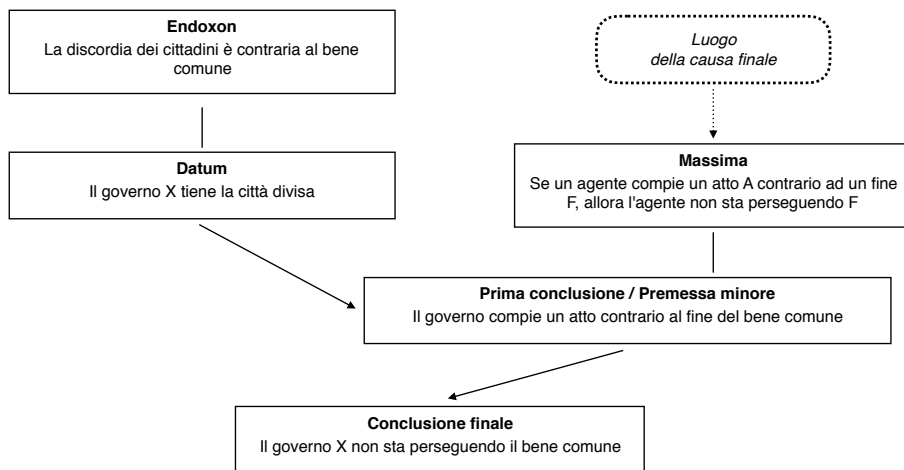 Endoxon
La discordia dei cittadini è contraria al bene
comune
Luogo
della causa finale
Datum
Il governo X tiene la città divisa
Massima
Se un agente compie un atto A contrario ad un fine
F, allora l'agente non sta perseguendo F
Prima conclusione / Premessa minore
Il governo compie un atto contrario al fine del bene comune
Conclusione finale
Il governo X non sta perseguendo il bene comune